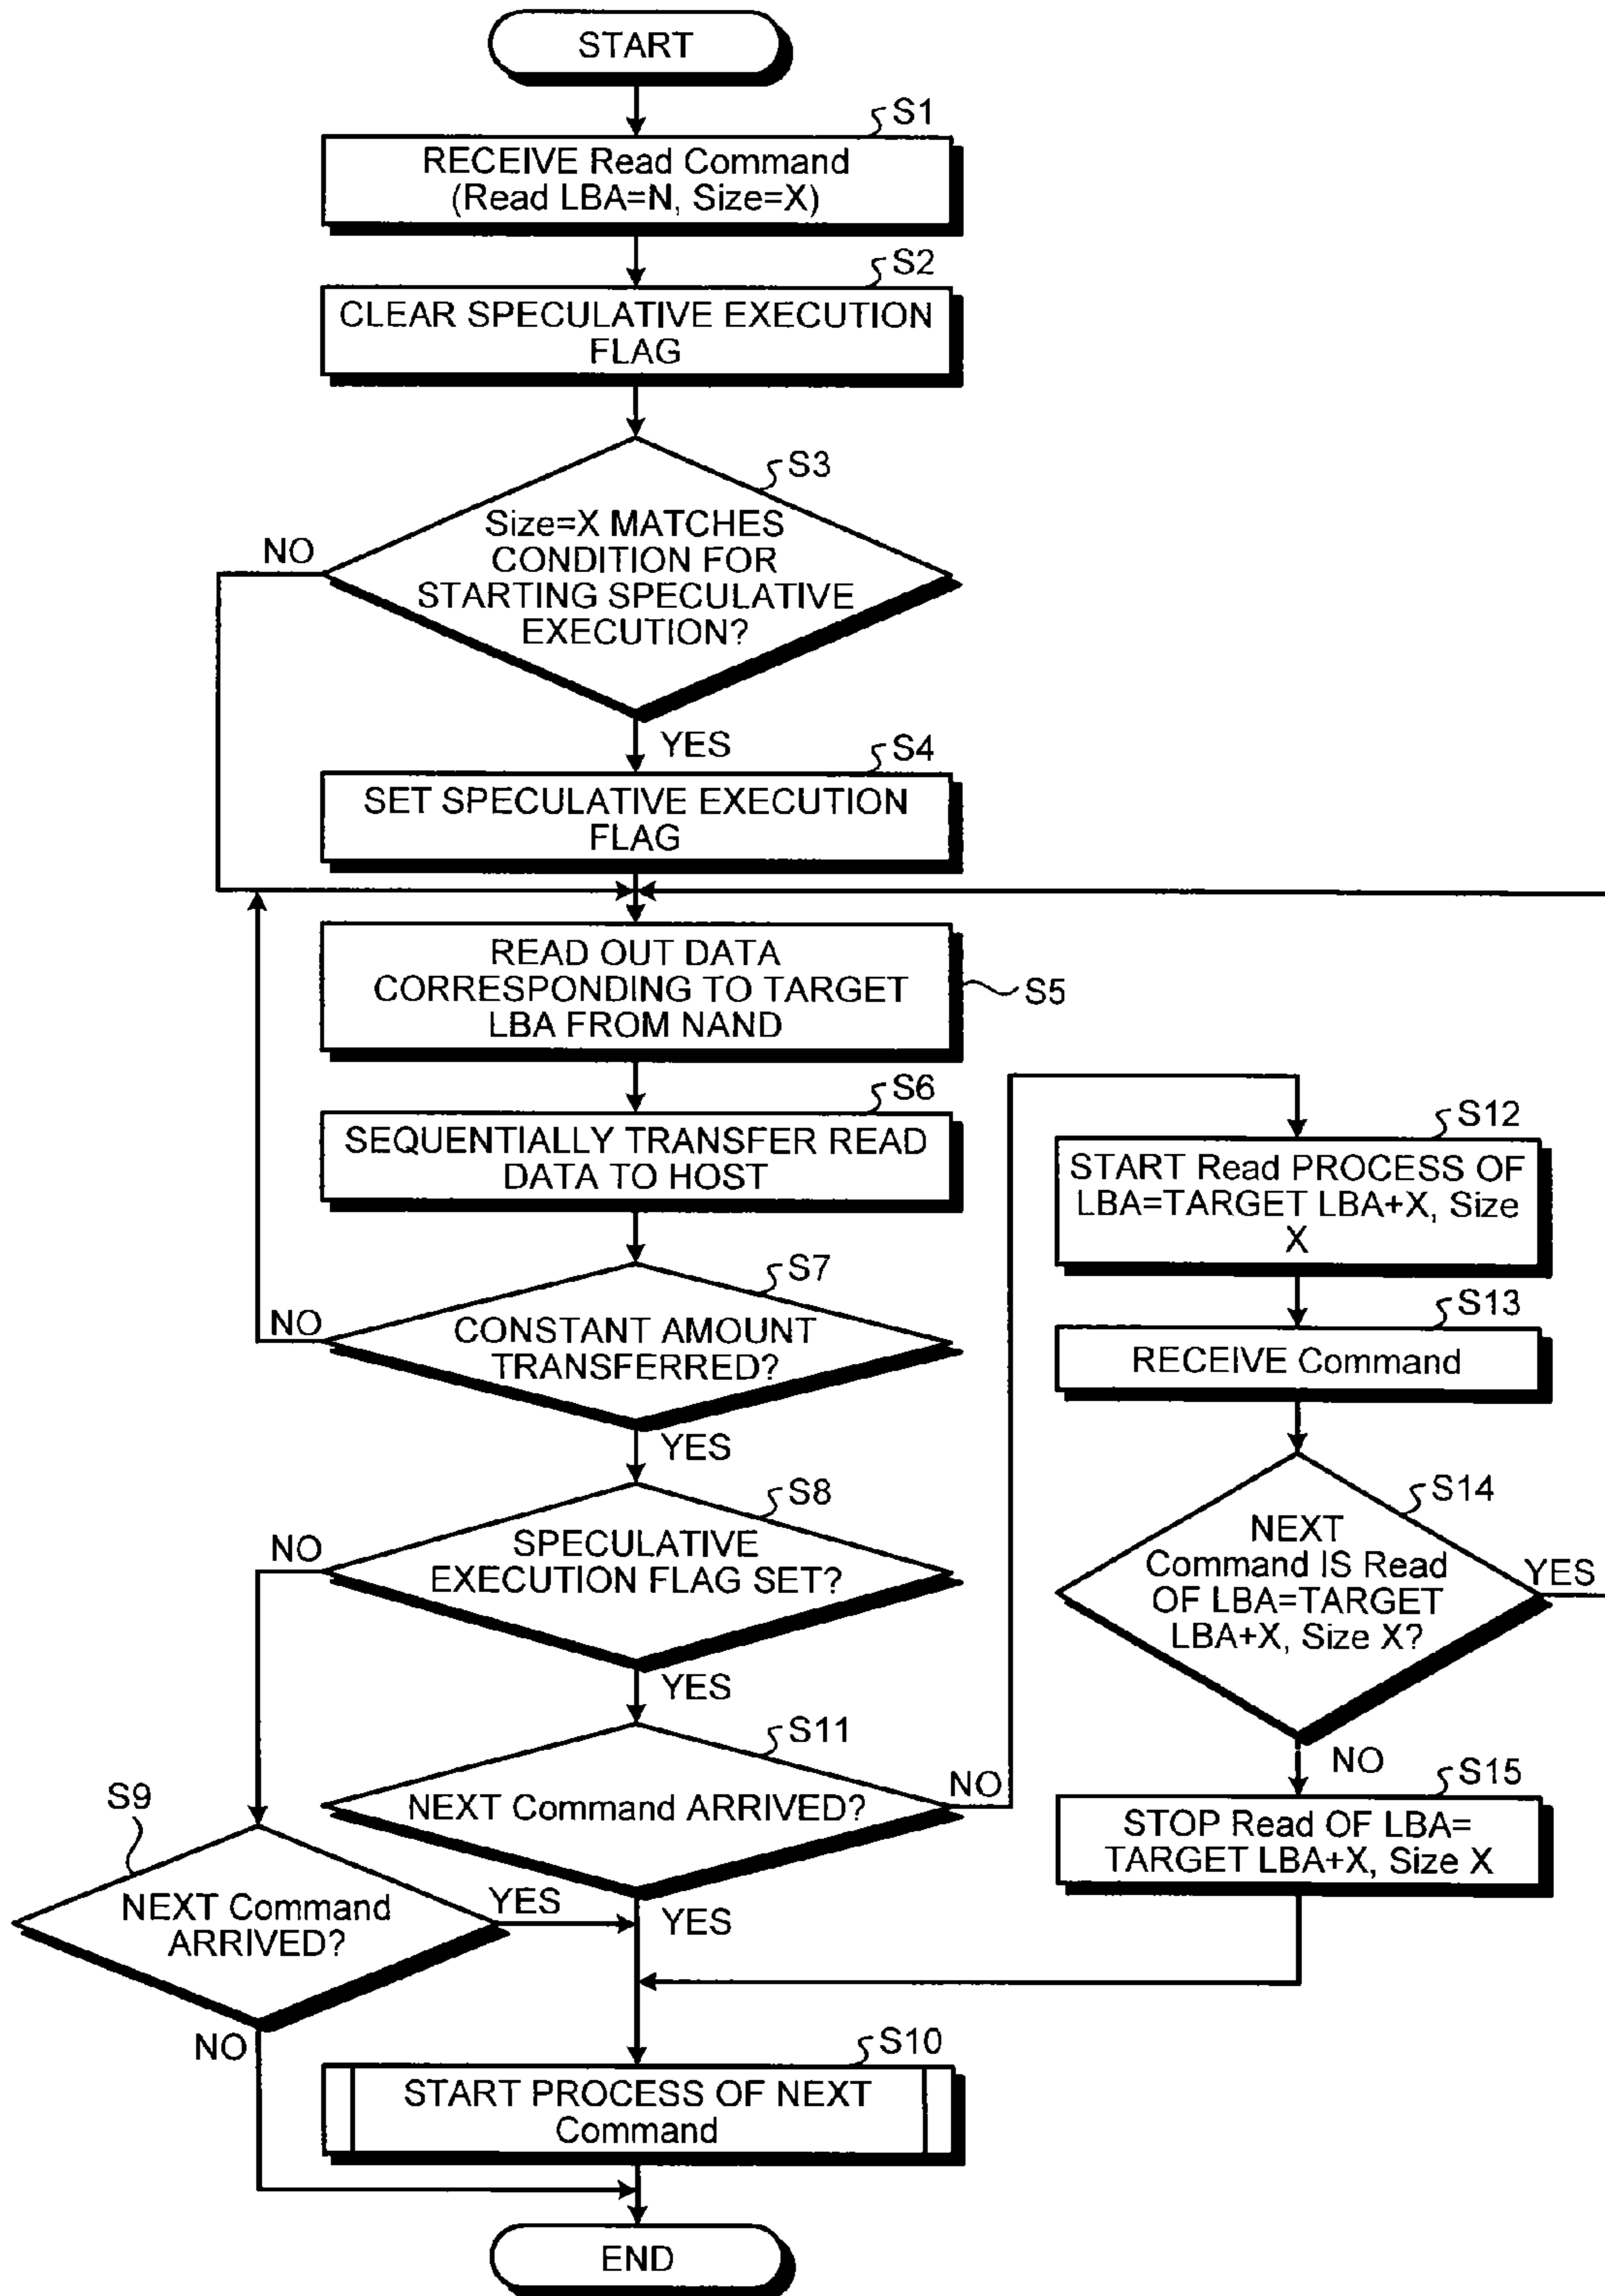 START
S1
RECEIVE Read Command
(Read LBA=N, Size=X)
S2
CLEAR SPECULATIVE EXECUTION
FLAG
S3
Size=X MATCHES
CONDITION FOR
STARTING SPECULATIVE
EXECUTION?
NO
YES
S4
SET SPECULATIVE EXECUTION
FLAG
READ OUT DATA
CORRESPONDING TO TARGET
LBA FROM NAND
S5
S6
SEQUENTIALLY TRANSFER READ
DATA TO HOST
S7
CONSTANT AMOUNT
TRANSFERRED?
NO
YES
S8
SPECULATIVE
EXECUTION FLAG SET?
NO
YES
S11
NEXT Command ARRIVED?
NO
YES
S9
NEXT Command
ARRIVED?
YES
NO
S10
START PROCESS OF NEXT
Command
END
S12
START Read PROCESS OF
LBA=TARGET LBA+X, Size
X
S13
RECEIVE Command
S14
NEXT
Command IS Read
OF LBA=TARGET
LBA+X, Size X?
YES
NO
S15
STOP Read OF LBA=
TARGET LBA+X, Size X